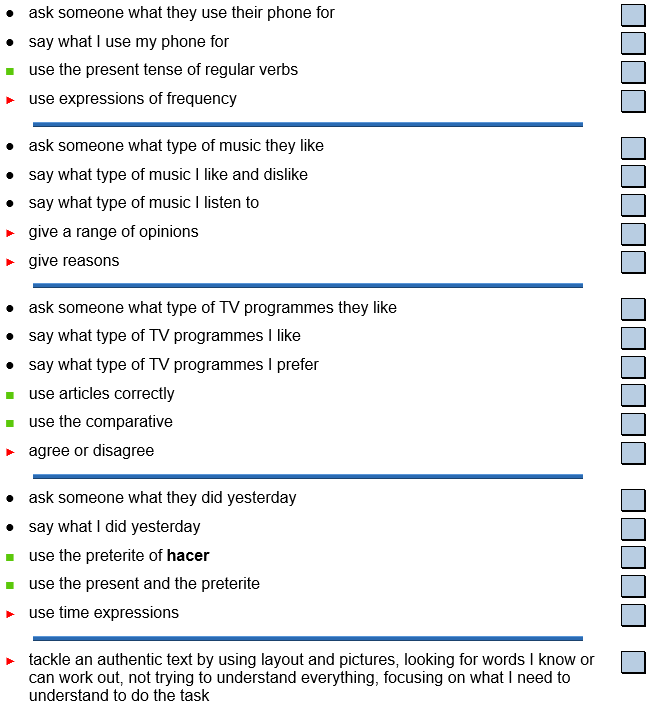 ask someone what they use their phone for
say what I use my phone for
use the present tense of regular verbs
use expressions of frequency
ask someone what type of music they like
say what type of music I like and dislike
say what type of music I listen to
give a range of opinions
give reasons
ask someone what type of TV programmes they like
say what type of TV programmes I like
say what type of TV programmes I prefer
use articles correctly
use the comparative
agree or disagree
ask someone what they did yesterday
say what I did yesterday
use the preterite of hacer
use the present and the preterite
use time expressions
tackle an authentic text by using layout and pictures, looking for words I know or
can work out, not trying to understand everything, focusing on what I need to
understand to do the task